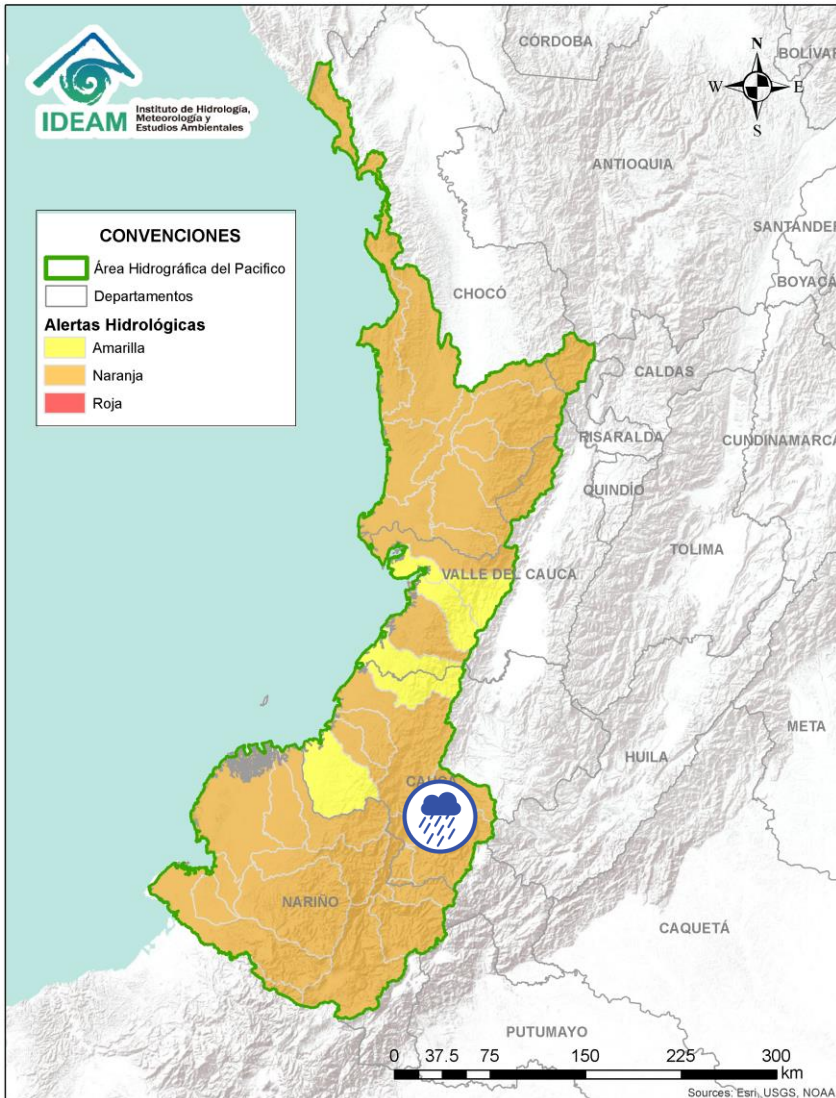 IDEAM
Instituto de Hidrología,
Meteorología y
Estudios Ambientales
CÓRDOBA
BOLÍVAR
N
W
E
S
ANTIOQUIA
SANTANDER
BOYACÁ
CONVENCIONES
Área Hidrográfica del Pacifico
Departamentos
Alertas Hidrológicas
Amarilla
Naranja
Roja
CHOCÓ
CALDAS
RISARALDA
CUNDINAMARCA
QUINDÍO
TOLIMA
VALLE DEL CAUCA
META
HUILA
CAUCA
NARIÑO
CAQUETÁ
PUTUMAYO
0 37.5 75 150 225 300
km
Sources: Esri, USGS, NOAA